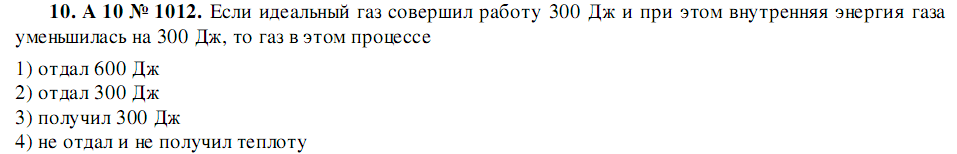 10. А 10 № 1012. Если идеальный газ совершил работу 300 Дж и при этом внутренняя энергия газа
уменьшилась на 300 Дж, то газ в этом процессе
1) отдал 600 Дж
2) отдал 300 Дж
3) получил 300 Дж
4) не отдал и не получил теплоту